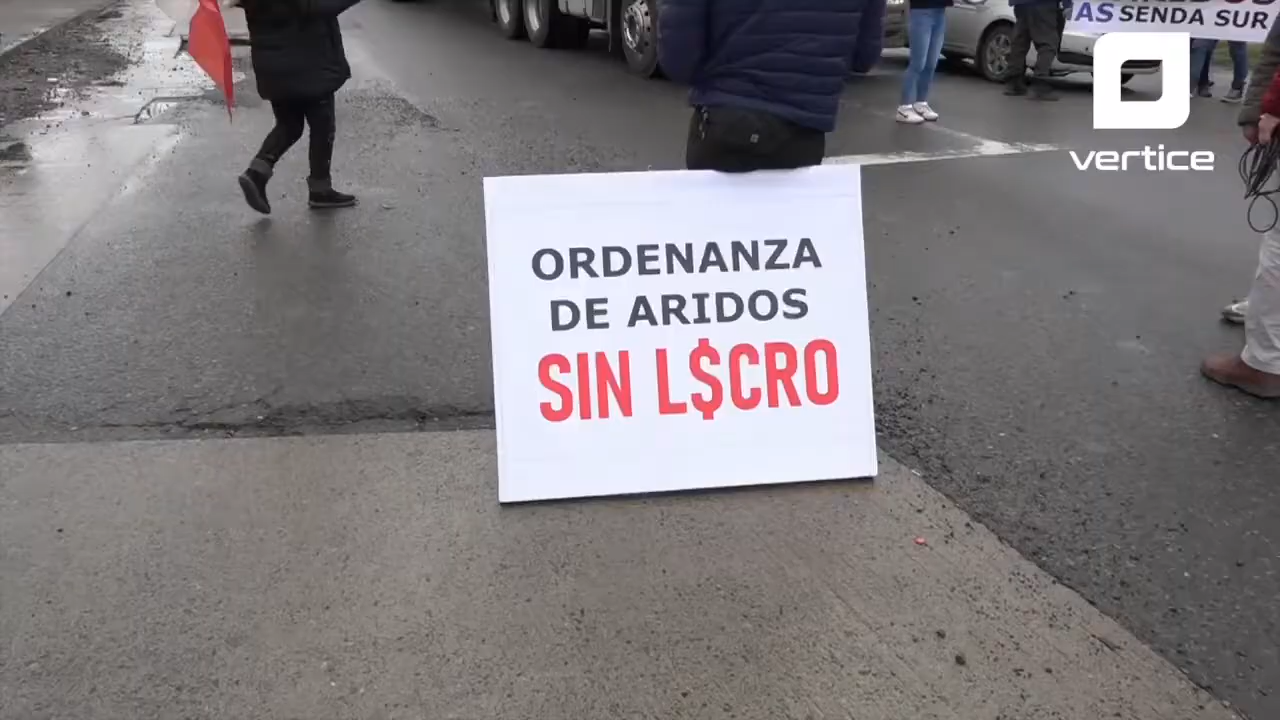 AS SENDA SUR
vertice
ORDENANZA
DE ARIDOS
SIN L$CRO